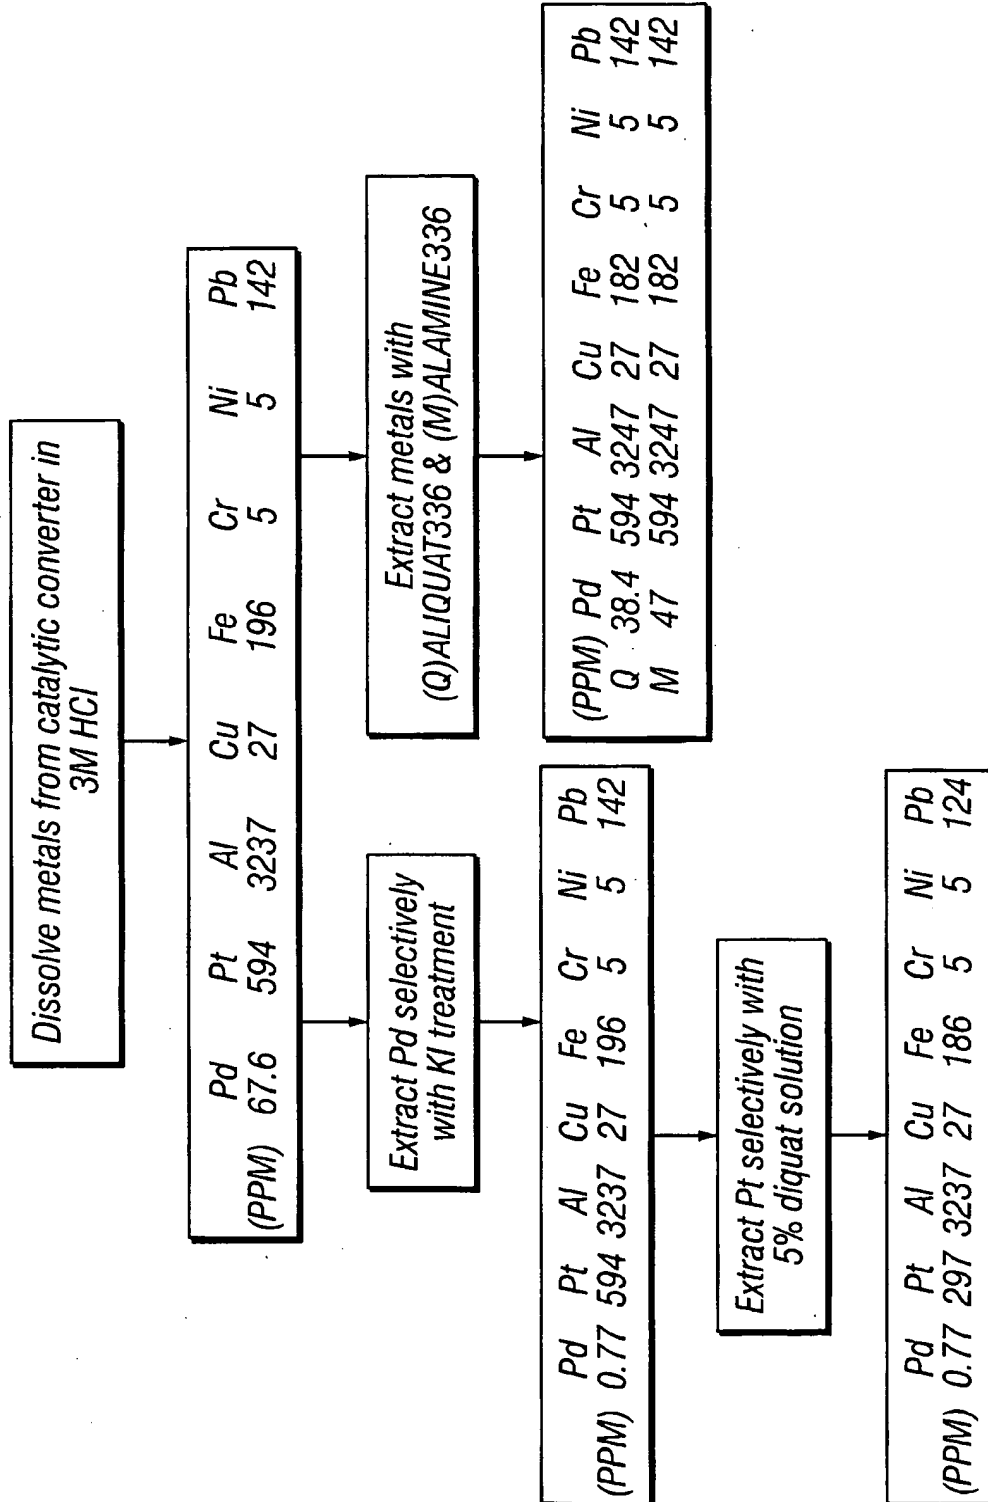 Dissolve metals from catalytic converter in
3M HCl
Pd Pt Al Cu Fe Cr Ni Pb
(PPM) 67.6 594 3237 27 196 5 5 142
Extract Pd selectively
with KI treatment
Pd Pt Al Cu Fe Cr Ni Pb
(PPM) 0.77 594 3237 27 196 5 5 142
Extract Pt selectively with
5% diquat solution
Pd Pt Al Cu Fe Cr Ni Pb
(PPM) 0.77 297 3237 27 186 5 5 124
Extract metals with
(Q)ALIQUAT336 & (M)ALAMINE336
(PPM) Pd Pt Al Cu Fe Cr Ni Pb
Q 38.4 594 3247 27 182 5 5 142
M 47 594 3247 27 182 5 5 142